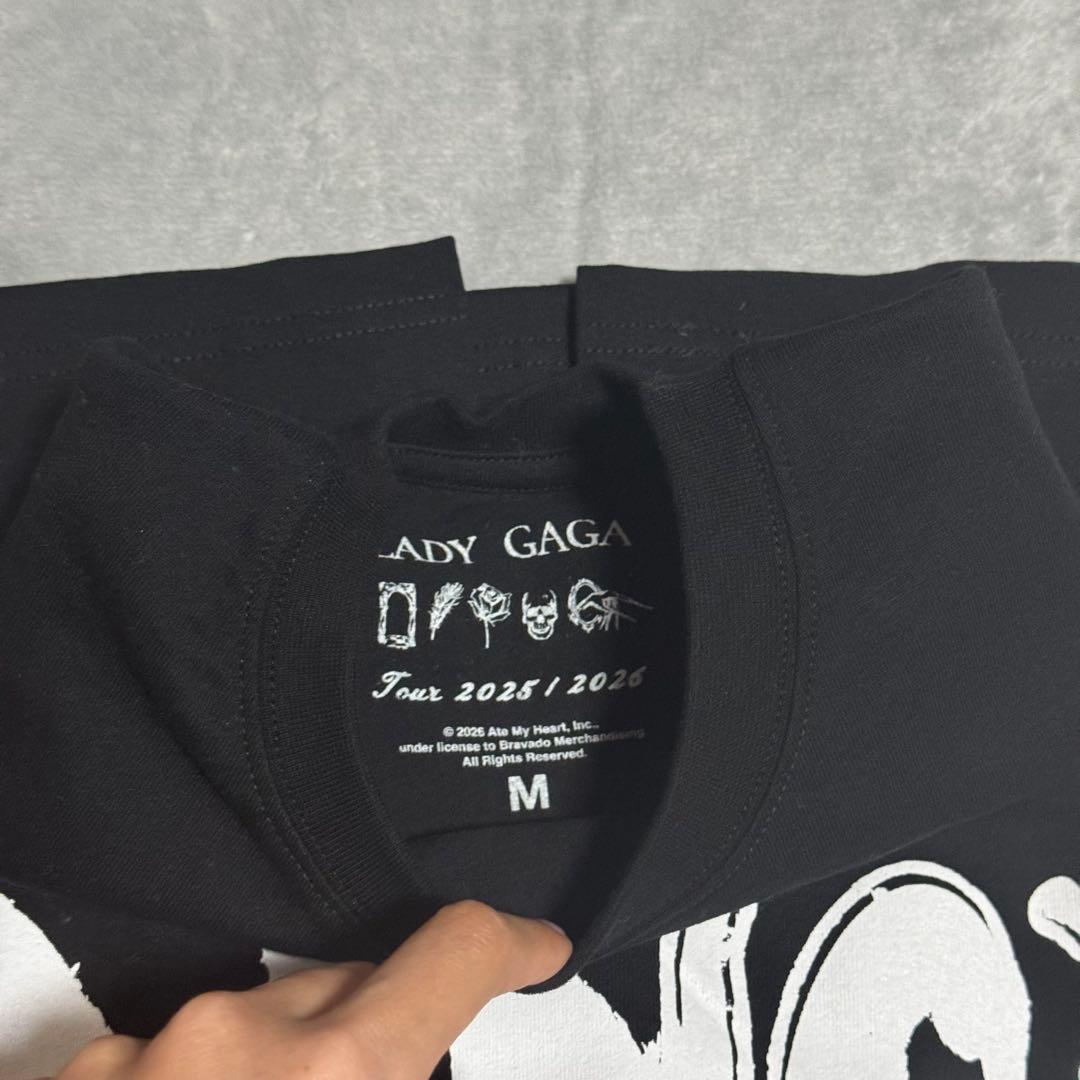 LADY GAGA
Tour 2025 / 2026
© 2026 Ate My Heart, Inc.,
under license to Bravado Merchandising
All Rights Reserved.
M